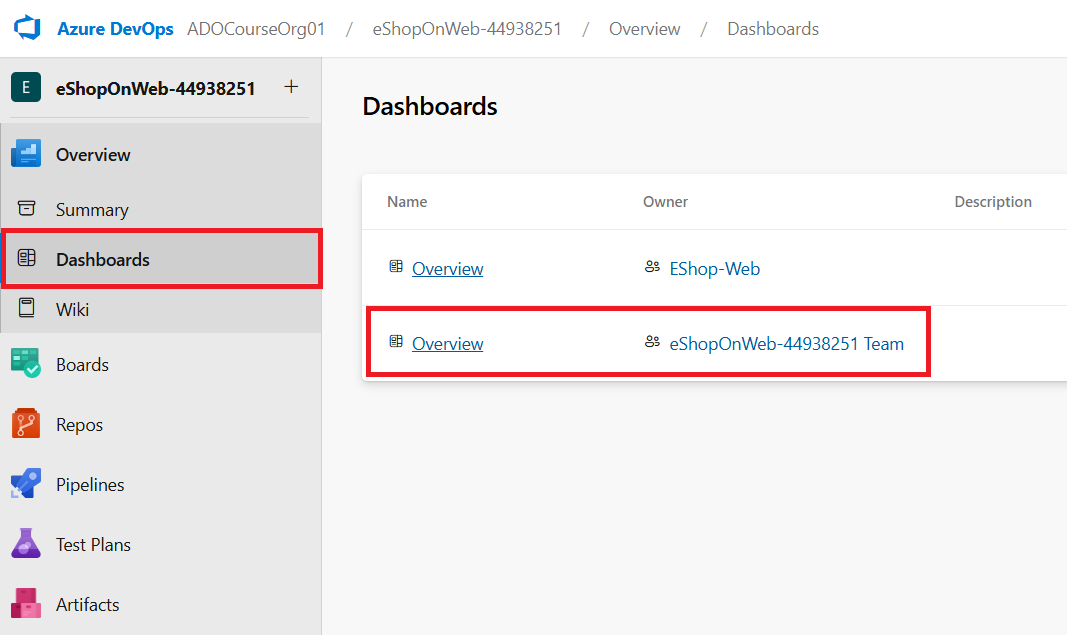 Azure DevOps ADOCourseOrg01 / eShopOnWeb-44938251 / Overview / Dashboards
E eShopOnWeb-44938251 +
Overview
Summary
Dashboards
Wiki
Boards
Repos
Pipelines
Test Plans
Artifacts
Dashboards
Name Owner Description
Overview EShop-Web
Overview eShopOnWeb-44938251 Team